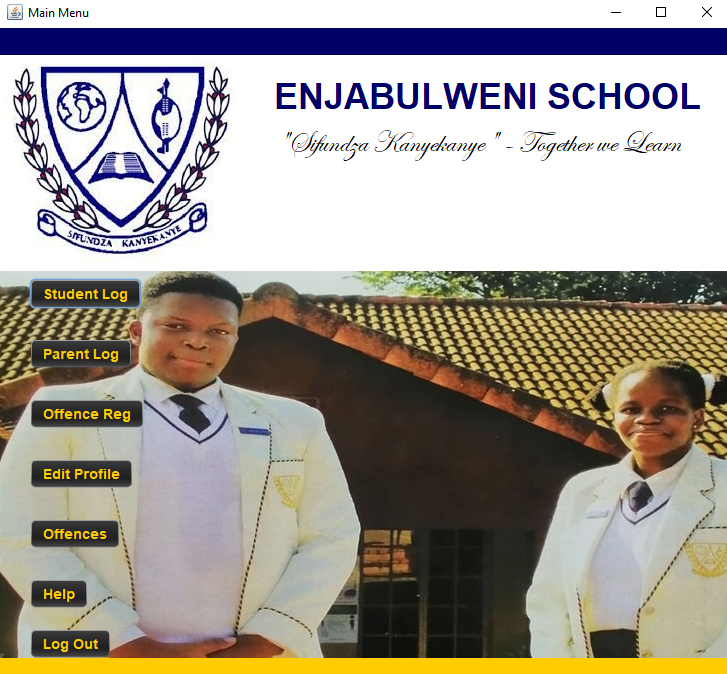 Main Menu
ENJABULWENI SCHOOL
"Sifundza Kanyekanye " - Together we Learn
SIFUNDZA KANYEKANYE
Student Log
Parent Log
Offence Reg
Edit Profile
Offences
Help
Log Out